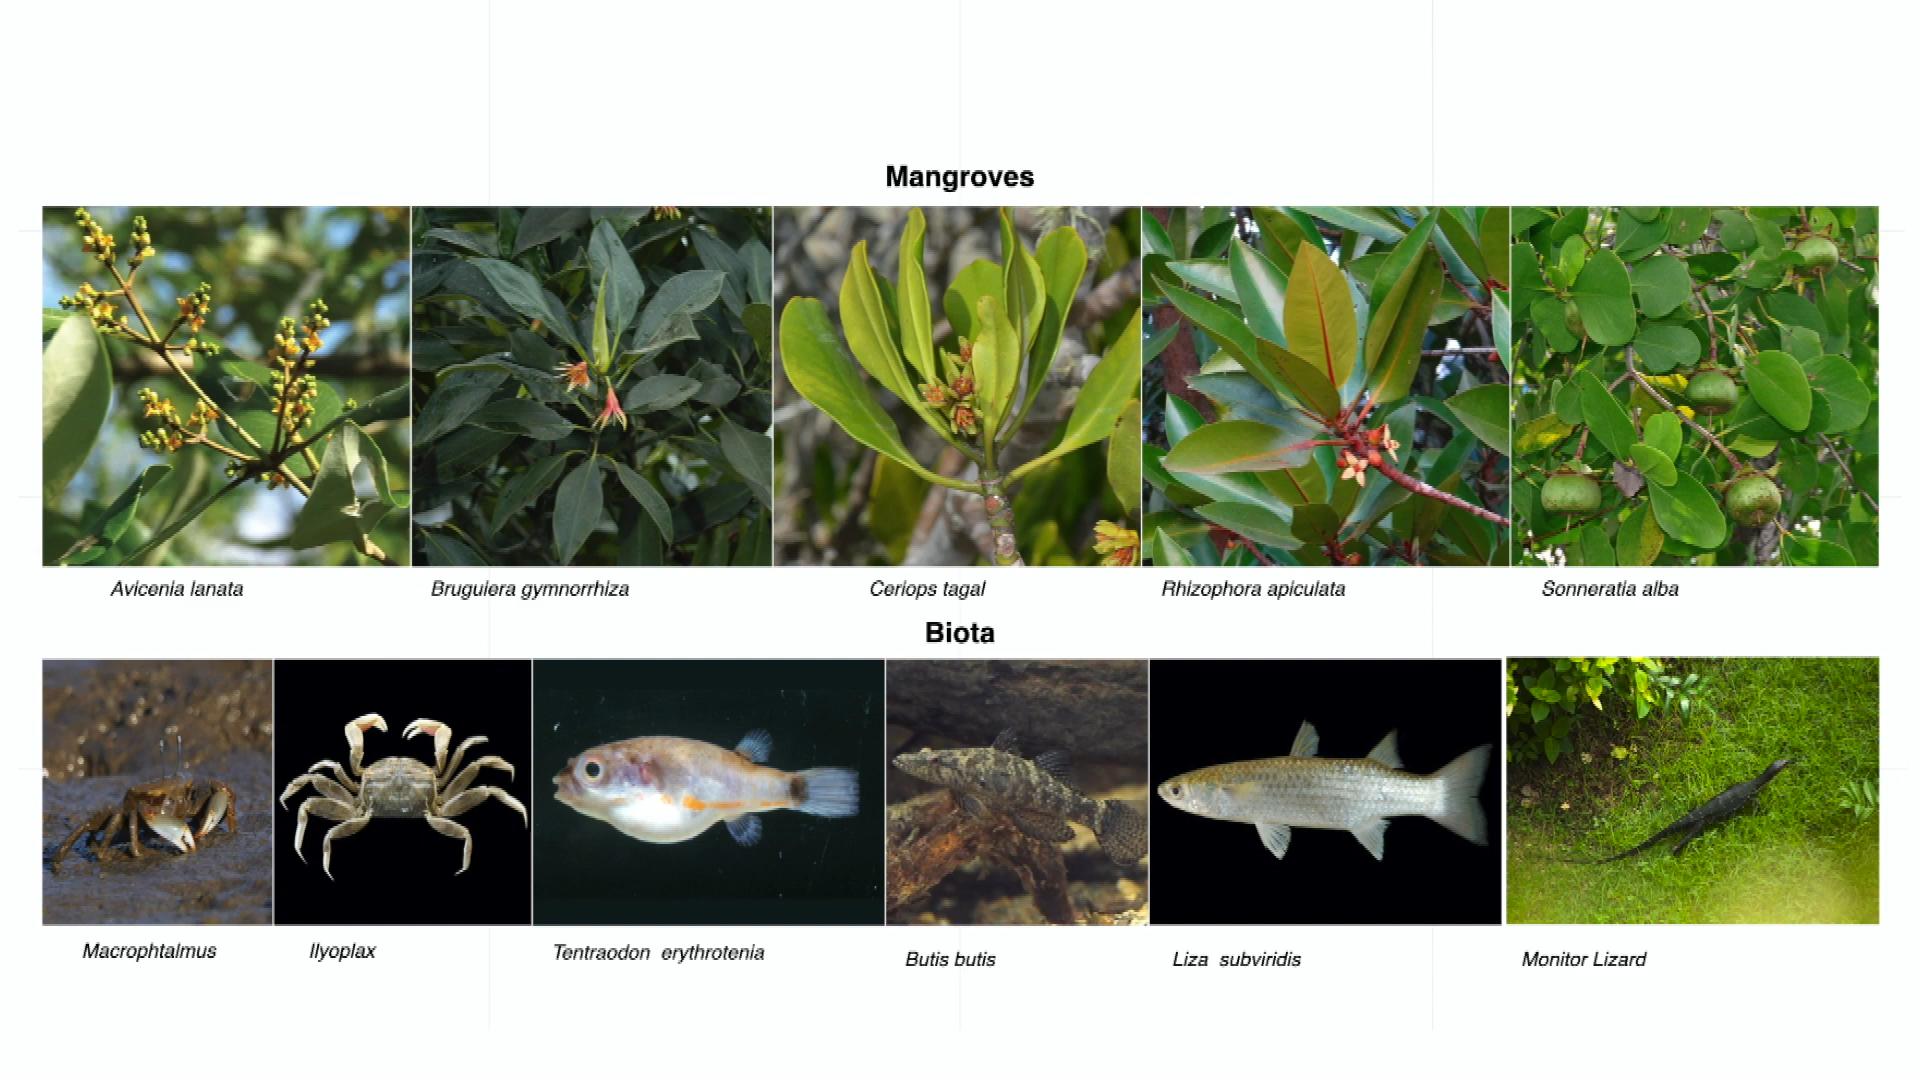 Mangroves
Avicenia lanata
Bruguiera gymnorrhiza
Ceriops tagal
Rhizophora apiculata
Sonneratia alba
Biota
Macrophtalmus
Ilyoplax
Tentraodon erythrotenia
Butis butis
Liza subviridis
Monitor Lizard